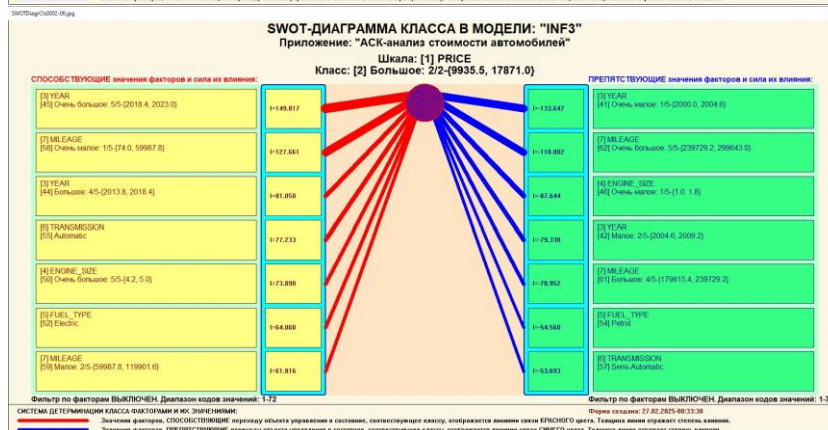 SWOTDiagrCls0002-06.jpg
SWOT-ДИАГРАММА КЛАССА В МОДЕЛИ: "INF3"
Приложение: "АСК-анализ стоимости автомобилей"
Шкала: [1] PRICE
Класс: [2] Большое: 2/2-{9935.5, 17871.0}
СПОСОБСТВУЮЩИЕ значения факторов и сила их влияния:
[3] YEAR
[45] Очень большое: 5/5-{2018.4, 2023.0}
I=149.817
[7] MILEAGE
[58] Очень малое: 1/5-{74.0, 59987.8}
I=127.661
[3] YEAR
[44] Большое: 4/5-{2013.8, 2018.4}
I=81.050
[6] TRANSMISSION
[55] Automatic
I=77.233
[4] ENGINE_SIZE
[50] Очень большое: 5/5-{4.2, 5.0}
I=73.898
[5] FUEL_TYPE
[52] Electric
I=64.060
[7] MILEAGE
[59] Малое: 2/5-{59987.8, 119901.6}
I=61.816
ПРЕПЯТСТВУЮЩИЕ значения факторов и сила их влияния:
I=-133.647
[3] YEAR
[41] Очень малое: 1/5-{2000.0, 2004.6}
I=-118.802
[7] MILEAGE
[62] Очень большое: 5/5-{239729.2, 299643.0}
I=-87.644
[4] ENGINE_SIZE
[46] Очень малое: 1/5-{1.0, 1.8}
I=-79.338
[3] YEAR
[42] Малое: 2/5-{2004.6, 2009.2}
I=-70.952
[7] MILEAGE
[61] Большое: 4/5-{179815.4, 239729.2}
I=-54.560
[5] FUEL_TYPE
[54] Petrol
I=-53.693
[6] TRANSMISSION
[57] Semi-Automatic
Фильтр по факторам ВЫКЛЮЧЕН. Диапазон кодов значений: 1-72
Фильтр по факторам ВЫКЛЮЧЕН. Диапазон кодов значений: 1-7
СИСТЕМА ДЕТЕРМИНАЦИИ КЛАССА ФАКТОРАМИ И ИХ ЗНАЧЕНИЯМИ:
Форма создана: 27.02.2025-08:33:38
Значения факторов, СПОСОБСТВУЮЩИЕ переходу объекта управления в состояние, соответствующее классу, отображается линиями связи КРАСНОГО цвета. Толщина линии отражает степень влияния.